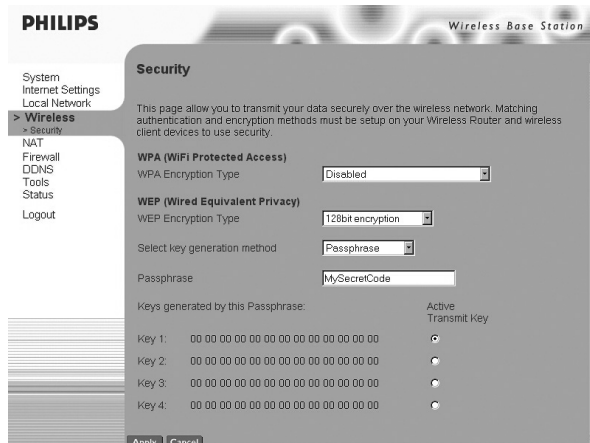 PHILIPS
Wireless Base Station
System
Internet Settings
Local Network
> Wireless
> Security
NAT
Firewall
DDNS
Tools
Status
Logout
Security
This page allow you to transmit your data securely over the wireless network. Matching
authentication and encryption methods must be setup on your Wireless Router and wireless
client devices to use security.
WPA (WiFi Protected Access)
WPA Encryption Type Disabled
WEP (Wired Equivalent Privacy)
WEP Encryption Type 128bit encryption
Select key generation method Passphrase
Passphrase MySecretCode
Keys generated by this Passphrase: Active
Transmit Key
Key 1: 00 00 00 00 00 00 00 00 00 00 00 00 00
Key 2: 00 00 00 00 00 00 00 00 00 00 00 00 00
Key 3: 00 00 00 00 00 00 00 00 00 00 00 00 00
Key 4: 00 00 00 00 00 00 00 00 00 00 00 00 00
Apply Cancel